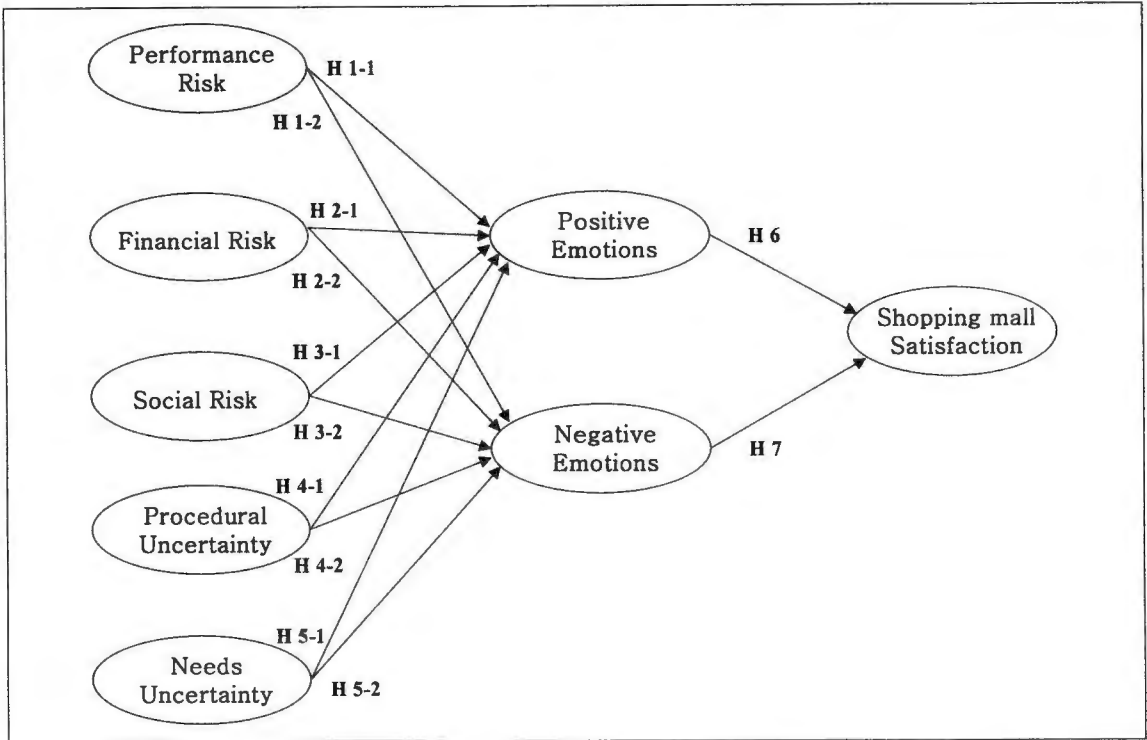 Performance
Risk
H 1-1
H 1-2
Financial Risk
H 2-1
H 2-2
Positive
Emotions
H 6
Social Risk
H 3-1
H 3-2
Shopping mall
Satisfaction
Negative
Emotions
H 7
Procedural
Uncertainty
H 4-1
H 4-2
Needs
Uncertainty
H 5-1
H 5-2